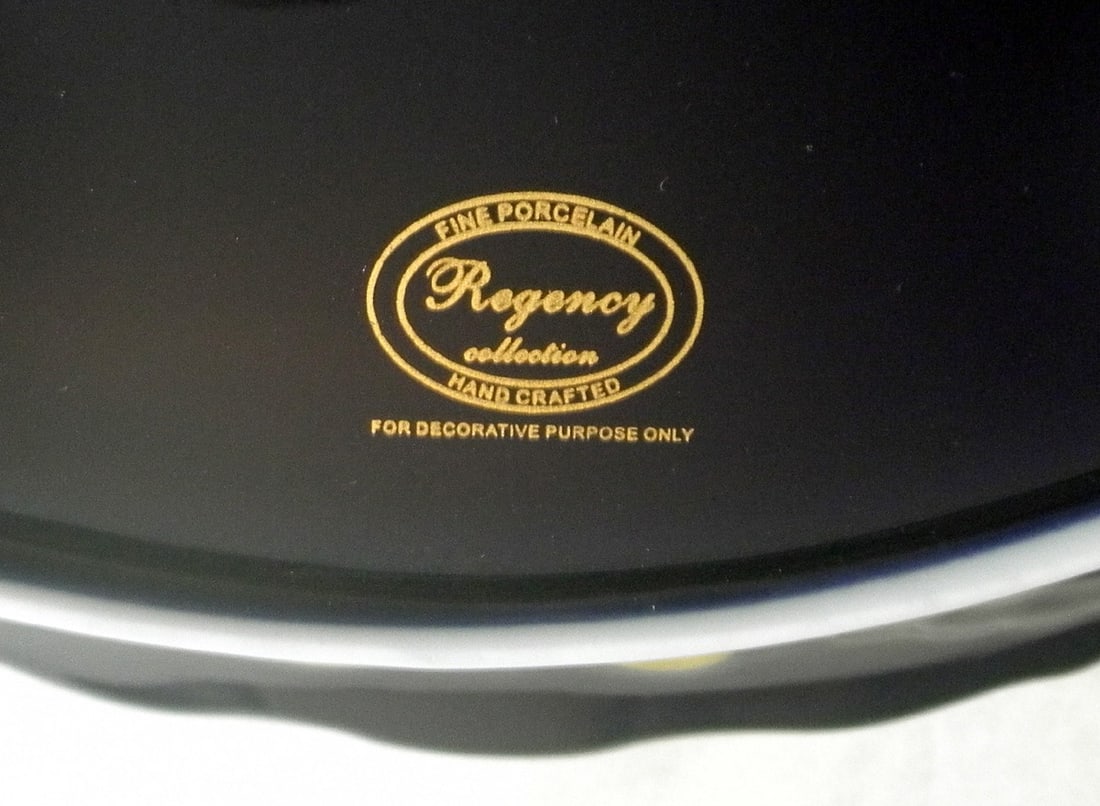 FINE PORCELAIN
Regency
collection
HAND CRAFTED
FOR DECORATIVE PURPOSE ONLY